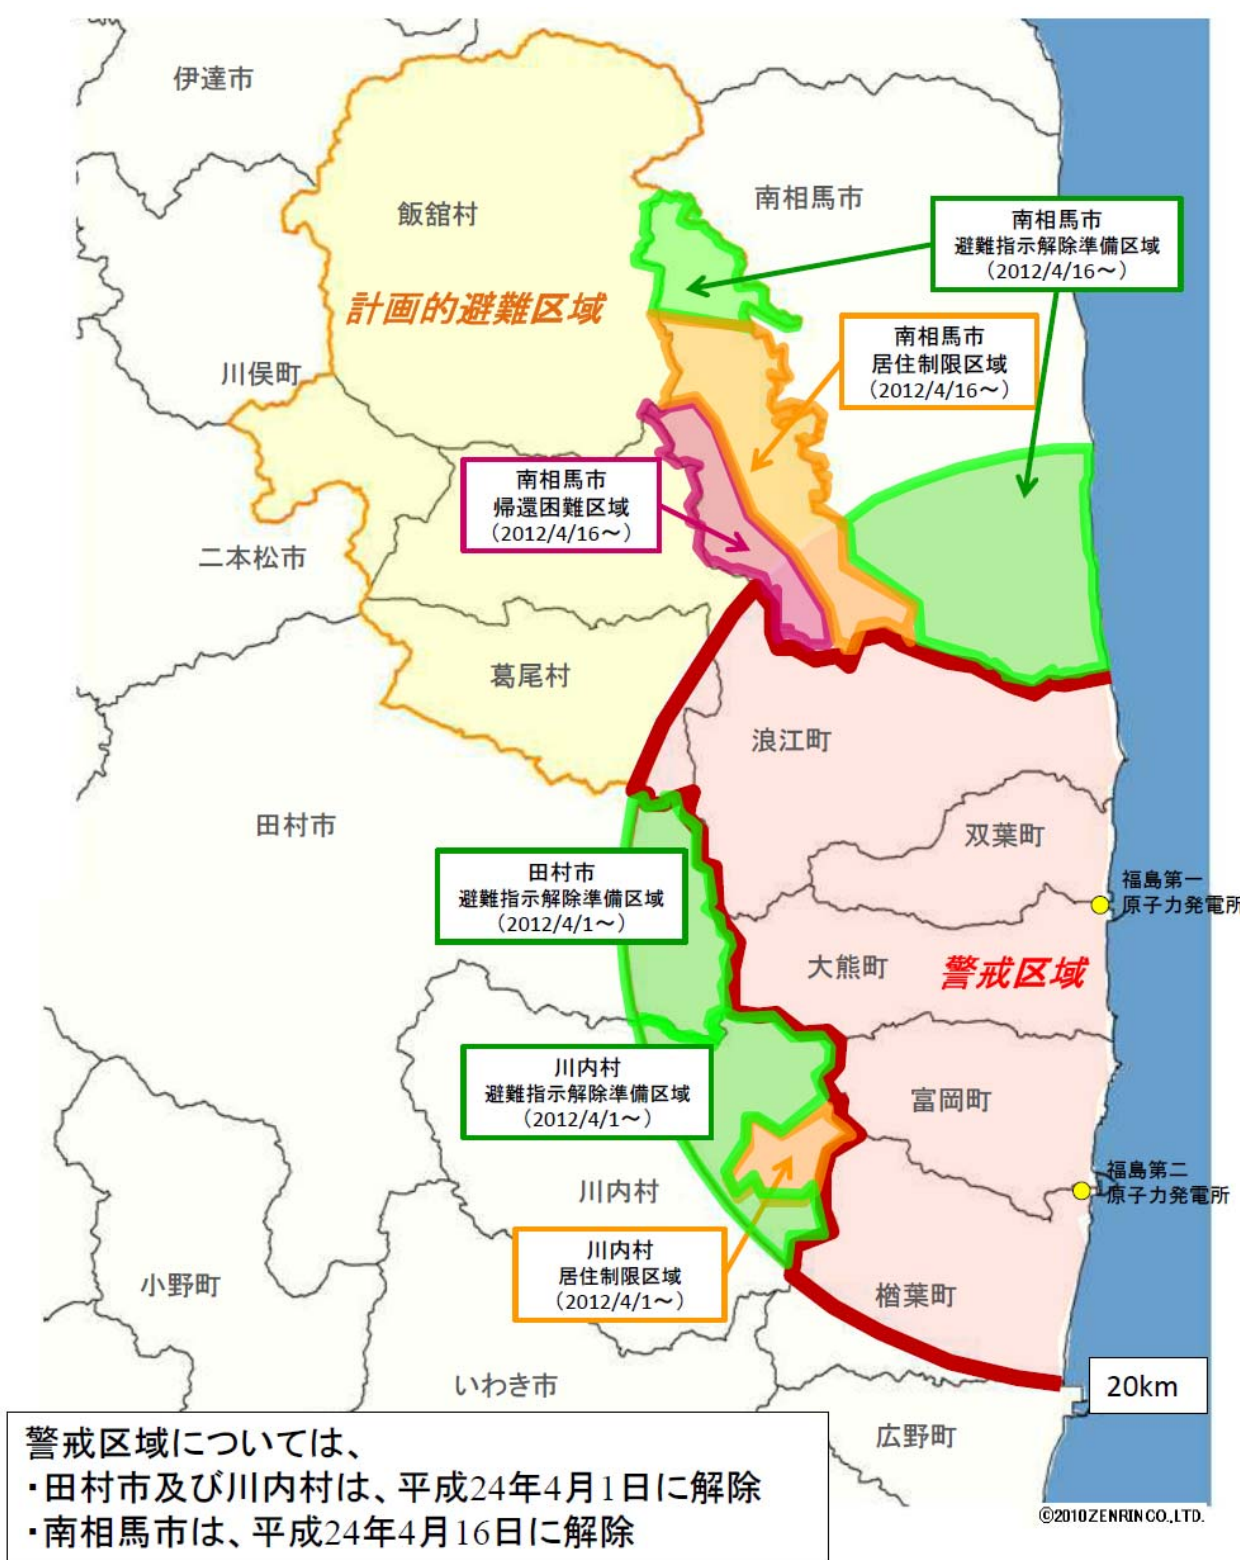 伊達市
飯舘村
南相馬市
南相馬市
避難指示解除準備区域
（2012/4/16～）
計画的避難区域
南相馬市
居住制限区域
（2012/4/16～）
川俣町
南相馬市
帰還困難区域
（2012/4/16～）
二本松市
葛尾村
浪江町
田村市
双葉町
田村市
避難指示解除準備区域
（2012/4/1～）
福島第一
原子力発電所
大熊町
警戒区域
川内村
避難指示解除準備区域
（2012/4/1～）
富岡町
福島第二
原子力発電所
川内村
川内村
居住制限区域
（2012/4/1～）
小野町
楢葉町
いわき市
20km
広野町
警戒区域については、
・田村市及び川内村は、平成24年4月1日に解除
・南相馬市は、平成24年4月16日に解除
©2010ZENRIN CO.,LTD.